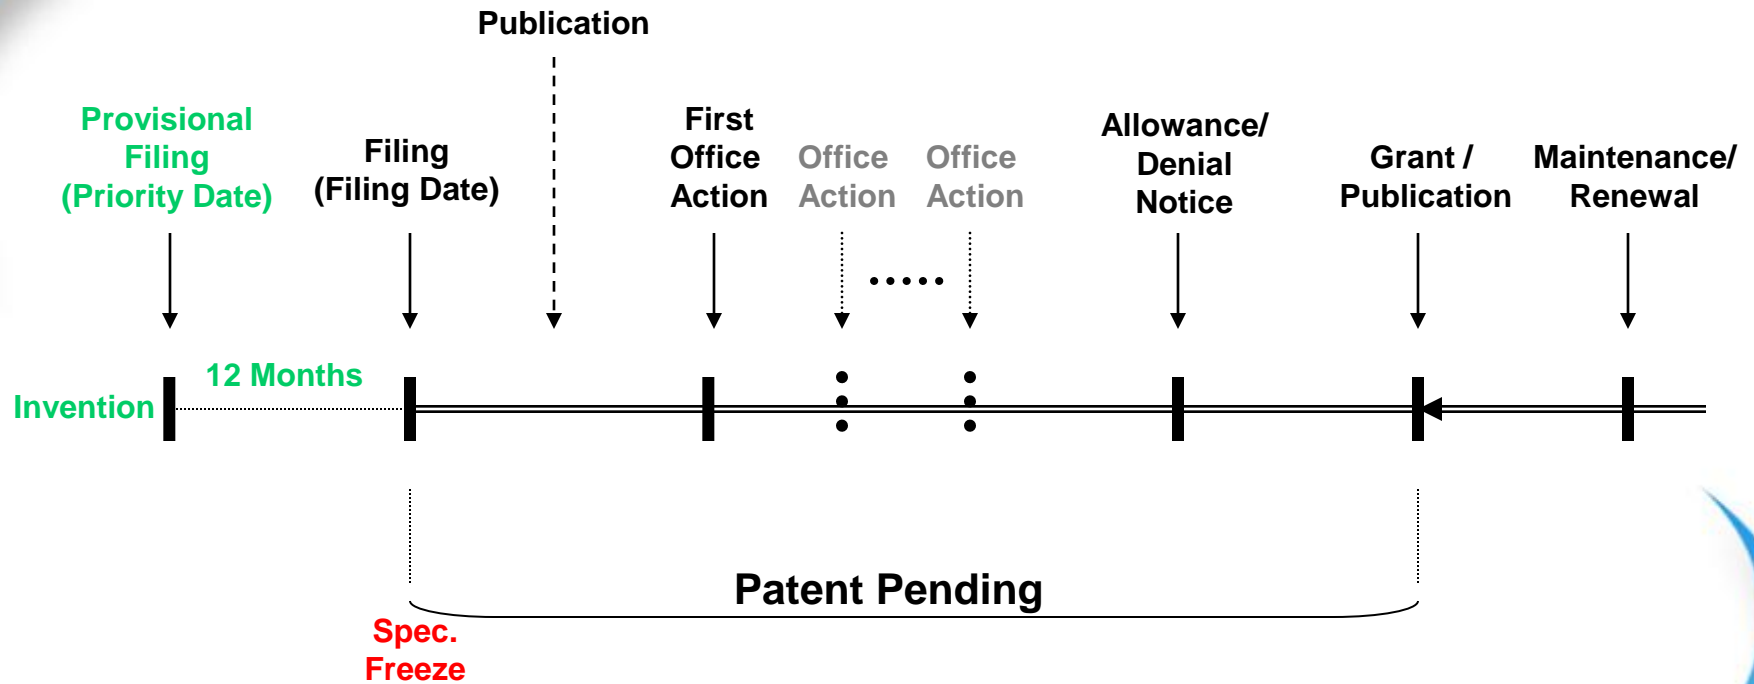 Publication
Provisional
Filing
(Priority Date)
Filing
(Filing Date)
First
Office
Action
Office
Action
Office
Action
Allowance/
Denial
Notice
Grant /
Publication
Maintenance/
Renewal
12 Months
Invention
Patent Pending
Spec.
Freeze